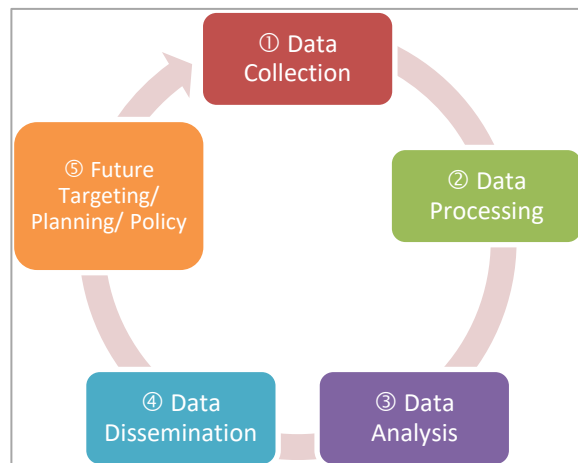 ① Data
Collection
② Data
Processing
③ Data
Analysis
④ Data
Dissemination
⑤ Future
Targeting/
Planning/ Policy